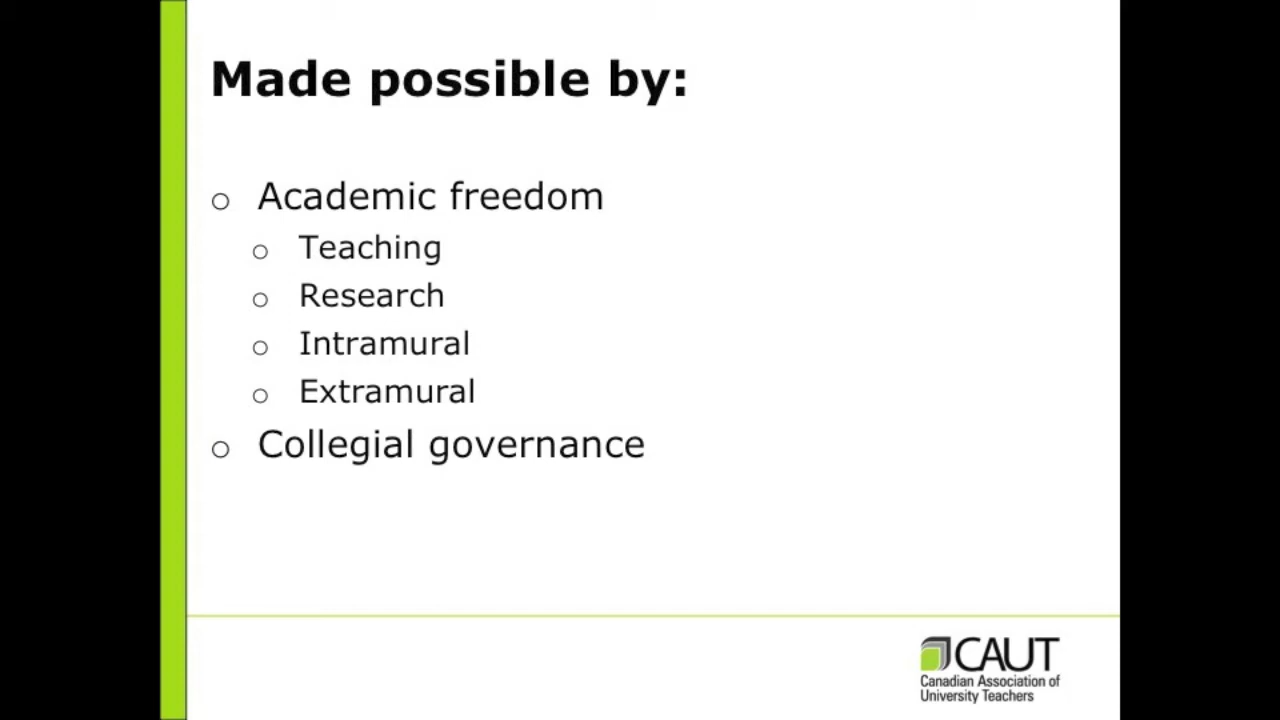 Made possible by:
o Academic freedom
o Teaching
o Research
o Intramural
o Extramural
o Collegial governance
CAUT
Canadian Association of
University Teachers